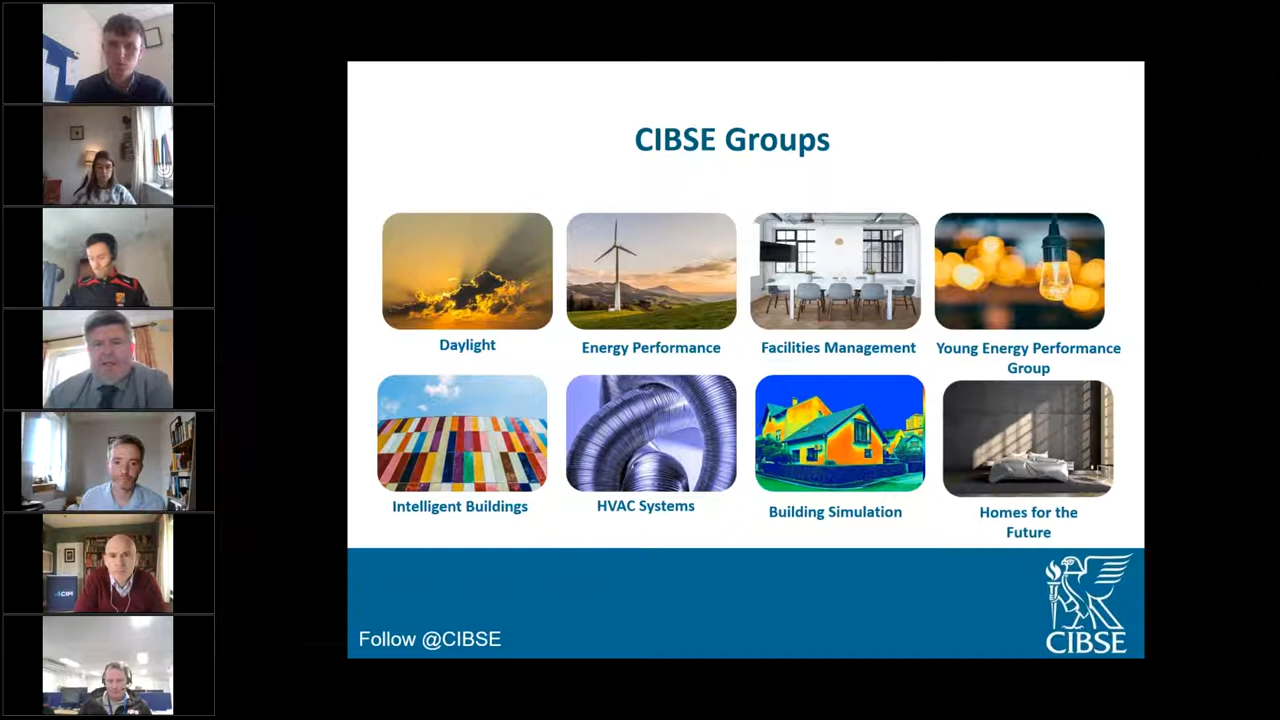 CIBSE Groups
Daylight
Energy Performance
Facilities Management
Young Energy Performance
Group
Intelligent Buildings
HVAC Systems
Building Simulation
Homes for the
Future
Follow @CIBSE
CIBSE
CIM